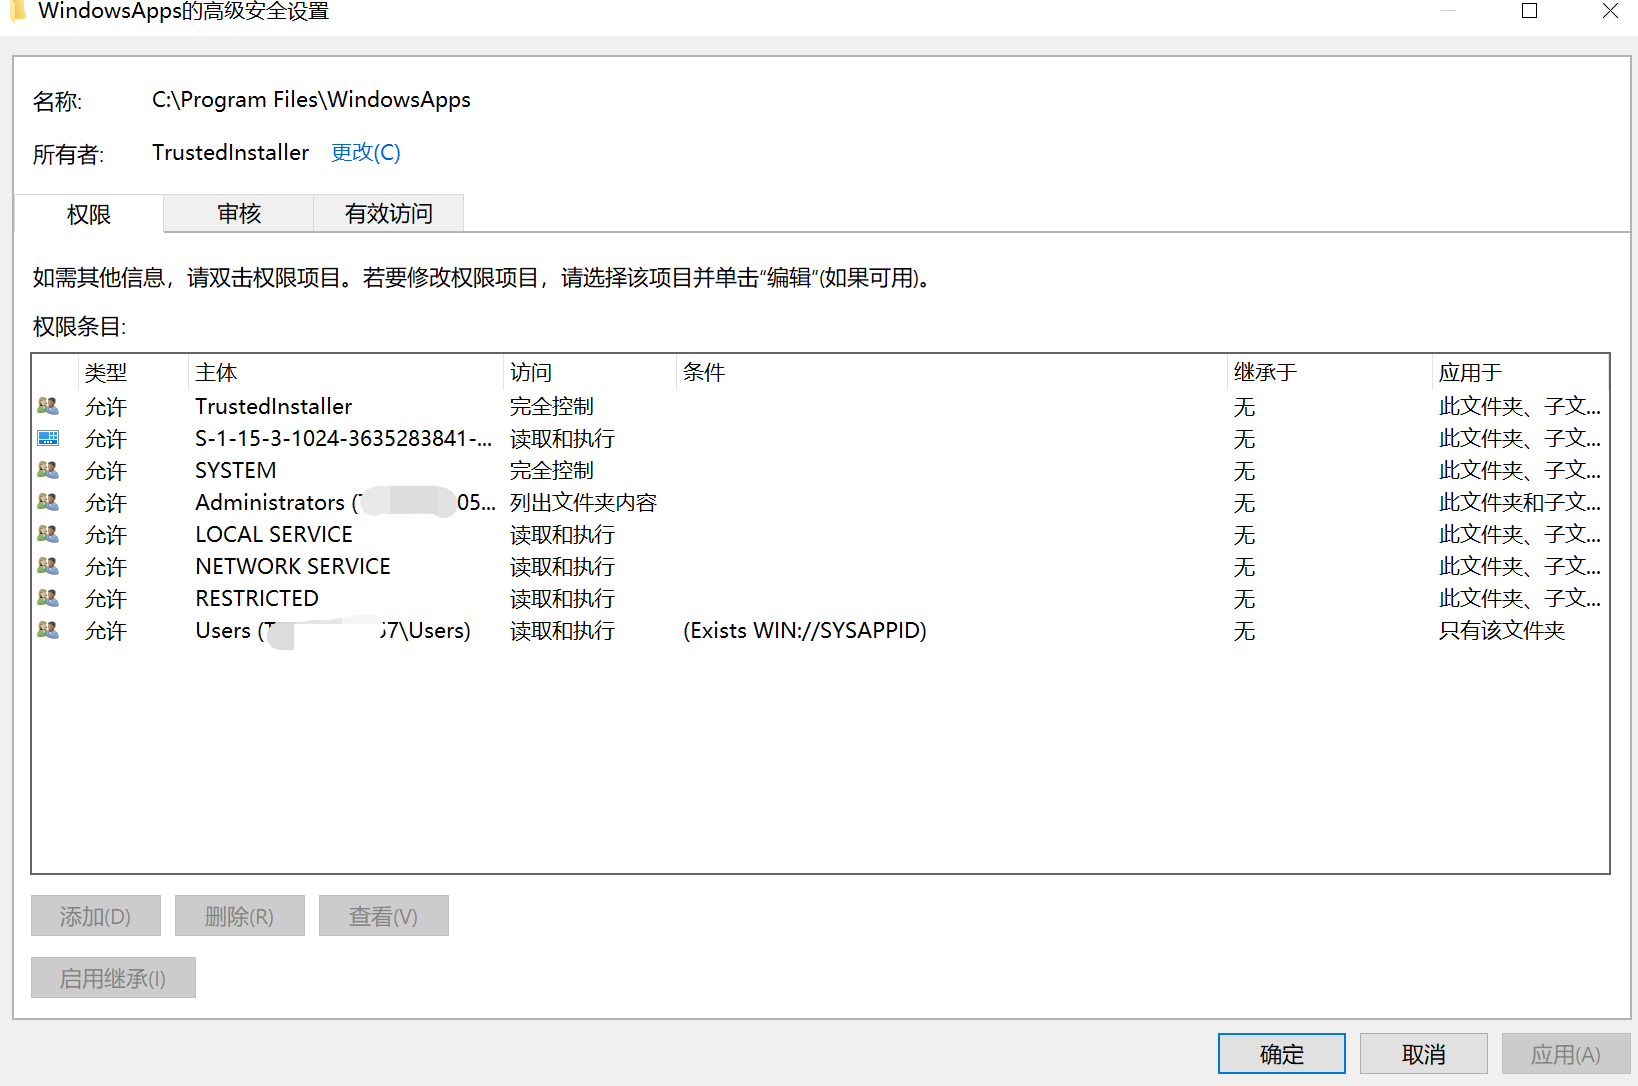 WindowsApps的高级安全设置
名称: C:\Program Files\WindowsApps
所有者: TrustedInstaller 更改(C)
权限 审核 有效访问
如需其他信息，请双击权限项目。若要修改权限项目，请选择该项目并单击“编辑”(如果可用)。
权限条目:
类型 主体 访问 条件 继承于 应用于
允许 TrustedInstaller 完全控制 无 此文件夹、子文...
允许 S-1-15-3-1024-3635283841-... 读取和执行 无 此文件夹、子文...
允许 SYSTEM 完全控制 无 此文件夹、子文...
允许 Administrators ( 05... 列出文件夹内容 无 此文件夹和子文...
允许 LOCAL SERVICE 读取和执行 无 此文件夹、子文...
允许 NETWORK SERVICE 读取和执行 无 此文件夹、子文...
允许 RESTRICTED 读取和执行 无 此文件夹、子文...
允许 Users ( 7\Users) 读取和执行 (Exists WIN://SYSAPPID) 无 只有该文件夹
添加(D) 删除(R) 查看(V)
启用继承(I)
确定 取消 应用(A)